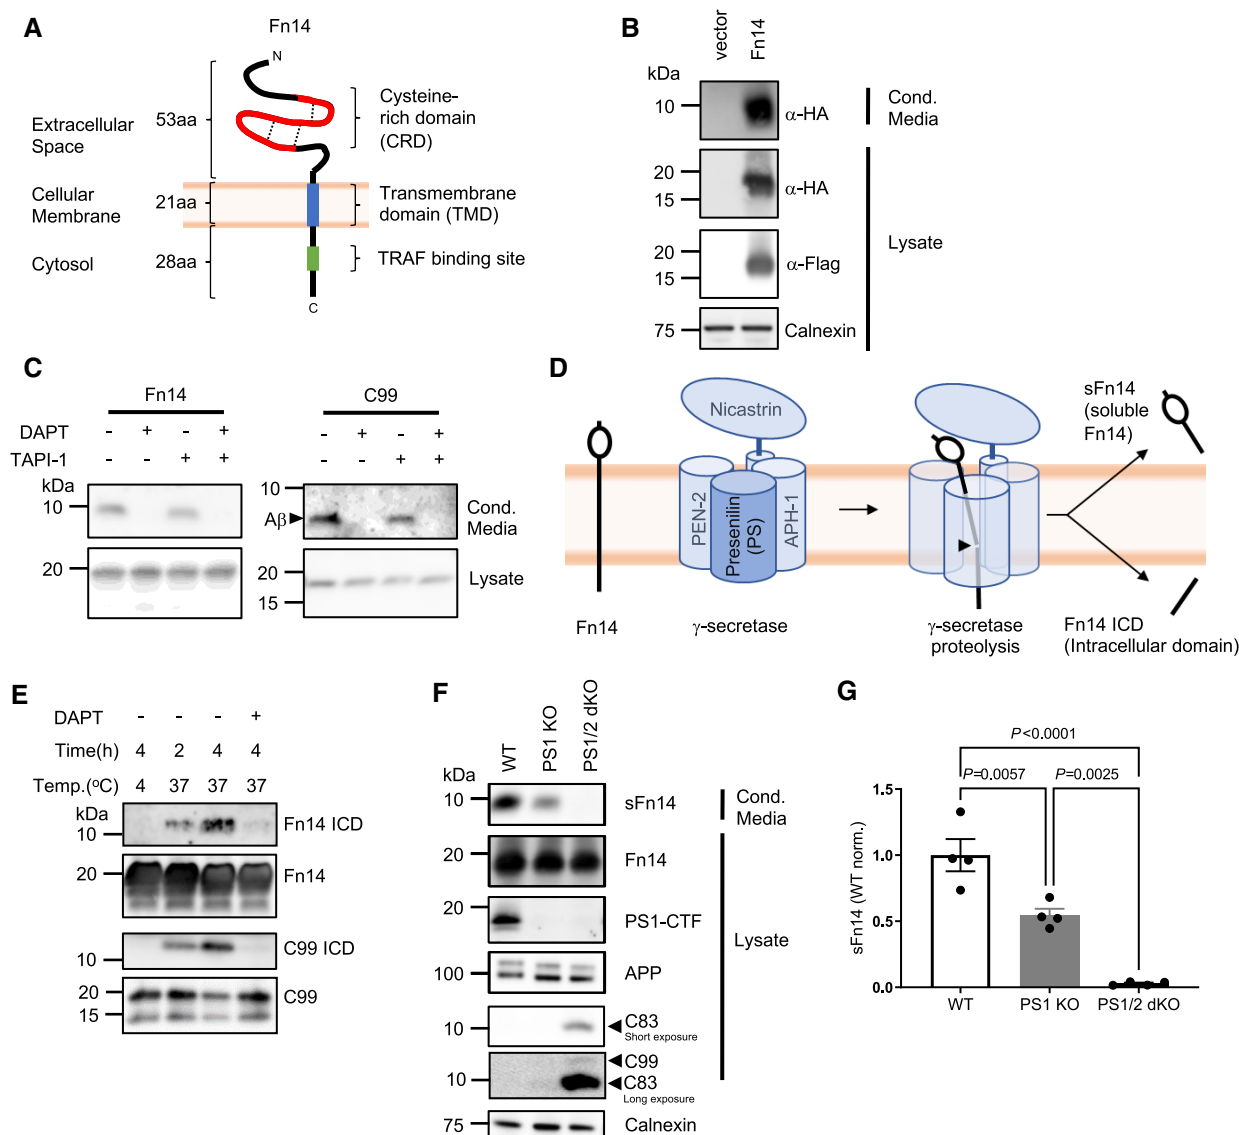 A
Fn14
N
Extracellular
Space
53aa
Cysteine-
rich domain
(CRD)
Cellular
Membrane
21aa
Transmembrane
domain (TMD)
Cytosol
28aa
TRAF binding site
C
B
vector
Fn14
kDa
10
α-HA
Cond.
Media
20
15
α-HA
20
15
α-Flag
Lysate
75
Calnexin
C
Fn14
C99
DAPT - + - + - + - +
TAPI-1 - - + + - - + +
kDa
10
10
Aβ
Cond.
Media
20
20
15
Lysate
D
Nicastrin
PEN-2
Presenilin
(PS)
APH-1
sFn14
(soluble
Fn14)
Fn14
γ-secretase
γ-secretase
proteolysis
Fn14 ICD
(Intracellular domain)
E
DAPT - - - +
Time(h) 4 2 4 4
Temp.(oC) 4 37 37 37
kDa
10
Fn14 ICD
20
Fn14
10
C99 ICD
20
15
C99
F
WT
PS1 KO
PS1/2 dKO
kDa
10
sFn14
Cond.
Media
20
Fn14
20
PS1-CTF
Lysate
100
APP
10
C83
Short exposure
C99
10
C83
Long exposure
75
Calnexin
G
P<0.0001
P=0.0057
P=0.0025
sFn14 (WT norm.)
1.5
1.0
0.5
0.0
WT
PS1 KO
PS1/2 dKO